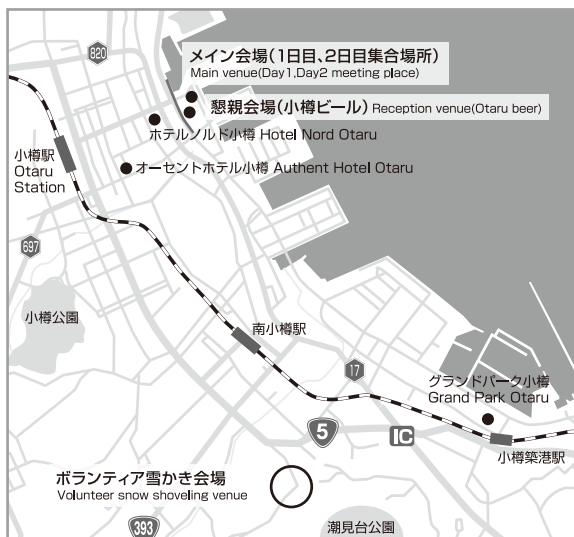 820
メイン会場(1日目、2日目集合場所)
Main venue(Day1,Day2 meeting place)
懇親会場(小樽ビール) Reception venue(Otaru beer)
ホテルノルド小樽 Hotel Nord Otaru
小樽駅
Otaru
Station
オーセントホテル小樽 Authent Hotel Otaru
697
小樽公園
南小樽駅
17
グランドパーク小樽
Grand Park Otaru
5
IC
小樽築港駅
ボランティア雪かき会場
Volunteer snow shoveling venue
393
潮見台公園